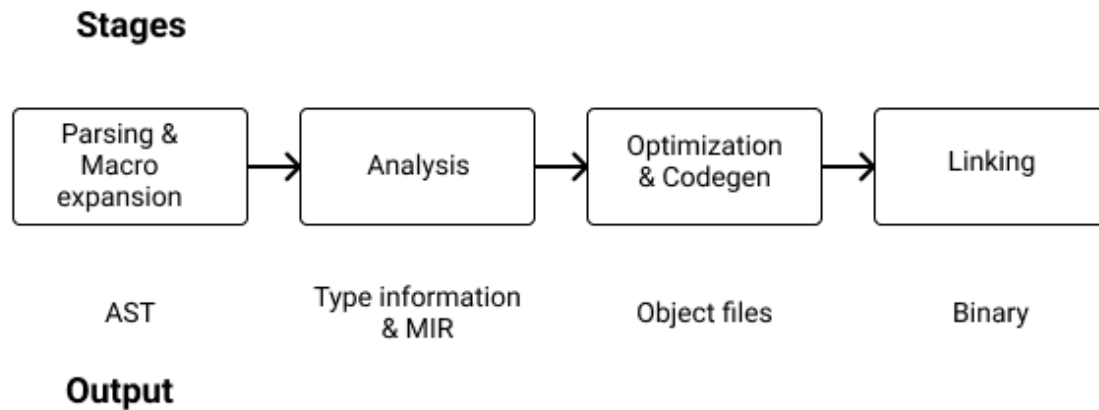 Stages
Parsing &
Macro
expansion
Analysis
Optimization
& Codegen
Linking
AST
Type information
& MIR
Object files
Binary
Output